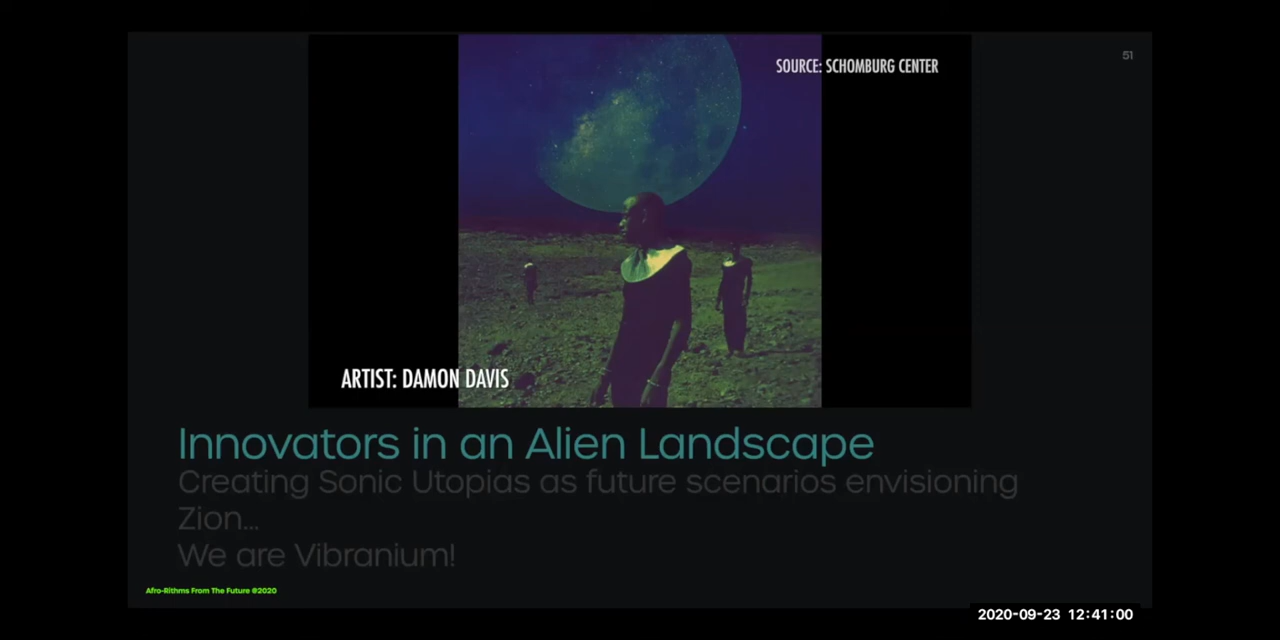 51
SOURCE: SCHOMBURG CENTER
ARTIST: DAMON DAVIS
Innovators in an Alien Landscape
Creating Sonic Utopias as future scenarios envisioning
Zion...
We are Vibranium!
Afro-Rithms From The Future @2020
2020-09-23 12:41:00